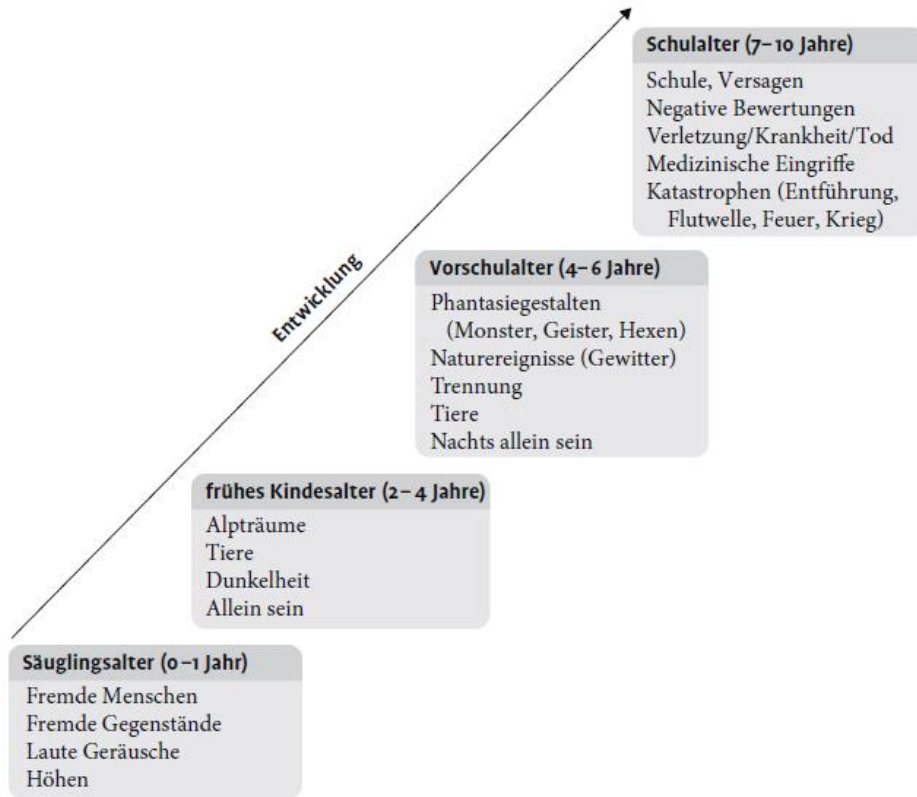 Schulalter (7–10 Jahre)
Schule, Versagen
Negative Bewertungen
Verletzung/Krankheit/Tod
Medizinische Eingriffe
Katastrophen (Entführung,
Flutwelle, Feuer, Krieg)
Entwicklung
Vorschulalter (4–6 Jahre)
Phantasiegestalten
(Monster, Geister, Hexen)
Naturereignisse (Gewitter)
Trennung
Tiere
Nachts allein sein
frühes Kindesalter (2–4 Jahre)
Alpträume
Tiere
Dunkelheit
Allein sein
Säuglingsalter (0–1 Jahr)
Fremde Menschen
Fremde Gegenstände
Laute Geräusche
Höhen